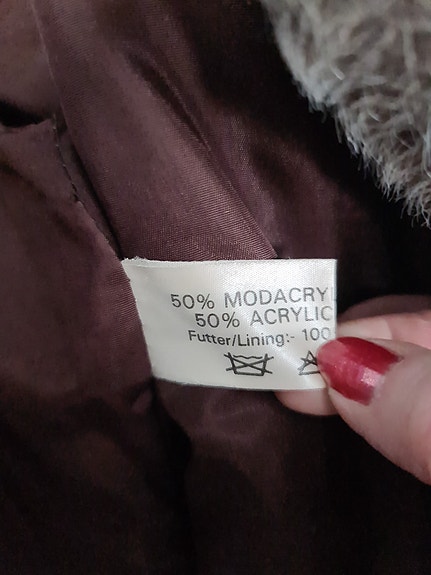 50% MODACRY
50% ACRYLIC
Futter/Lining:- 100